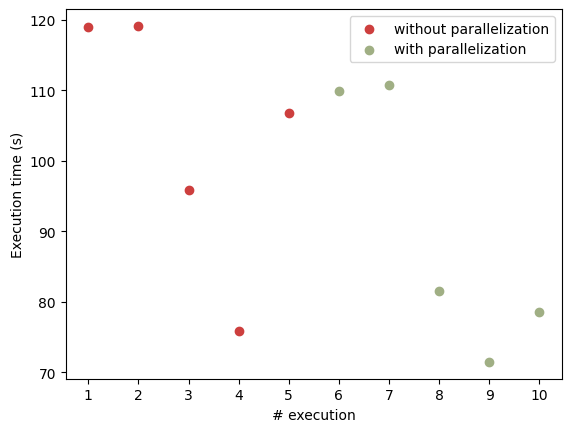 without parallelization
with parallelization
Execution time (s)
120
110
100
90
80
70
1 2 3 4 5 6 7 8 9 10
# execution